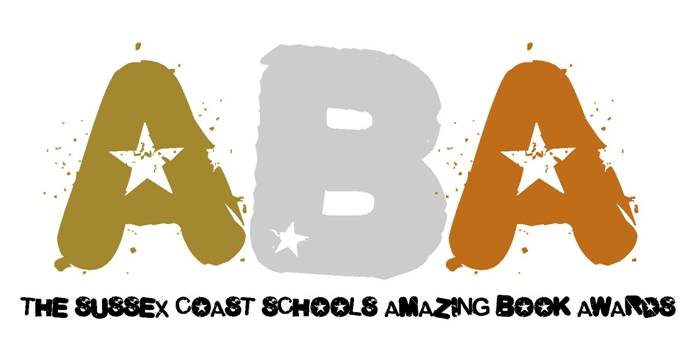 ABA
THE SUSSEX COAST SCHOOLS AMAZING BOOK AWARDS